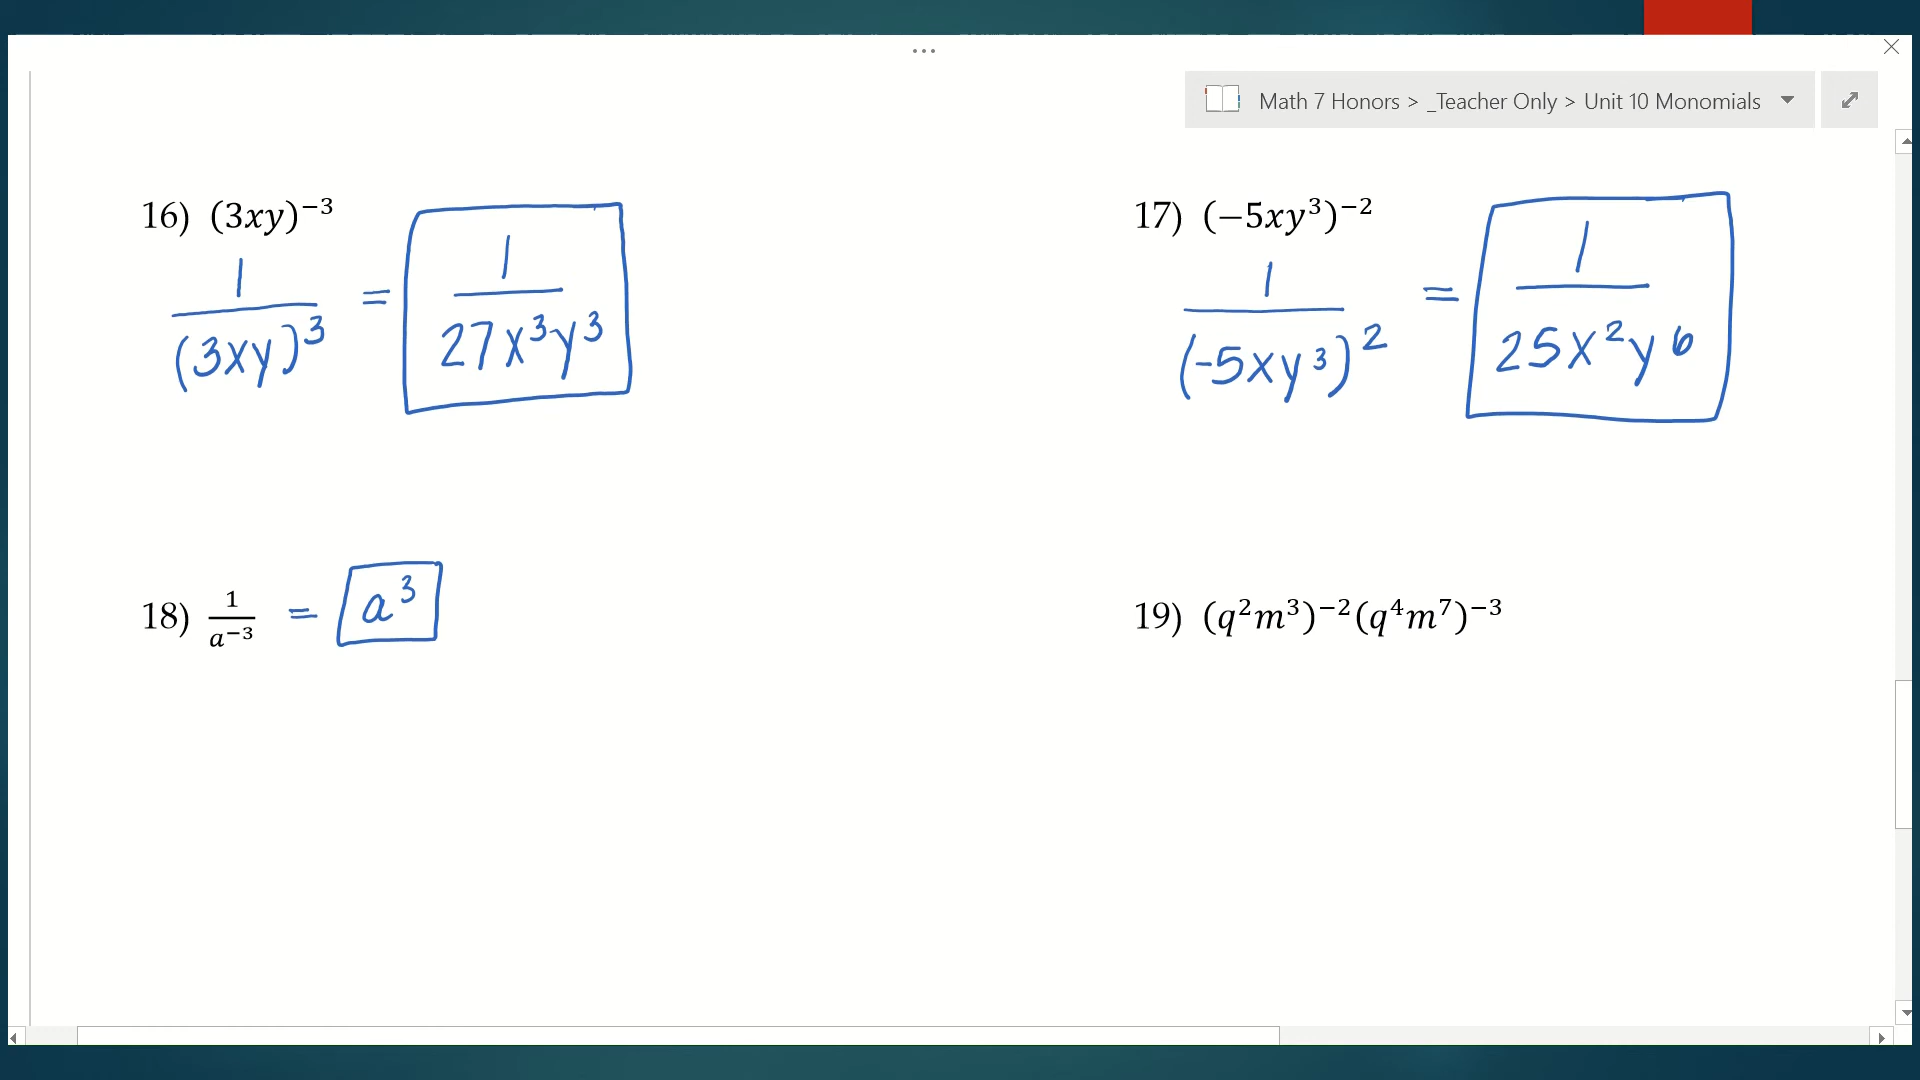 Math 7 Honors > _Teacher Only > Unit 10 Monomials
16) (3xy)⁻³
1/(3xy)³ = 1/27x³y³
17) (−5xy³)⁻²
1/(-5xy³)² = 1/25x²y⁶
18) 1/a⁻³ = a³
19) (q²m³)⁻²(q⁴m⁷)⁻³